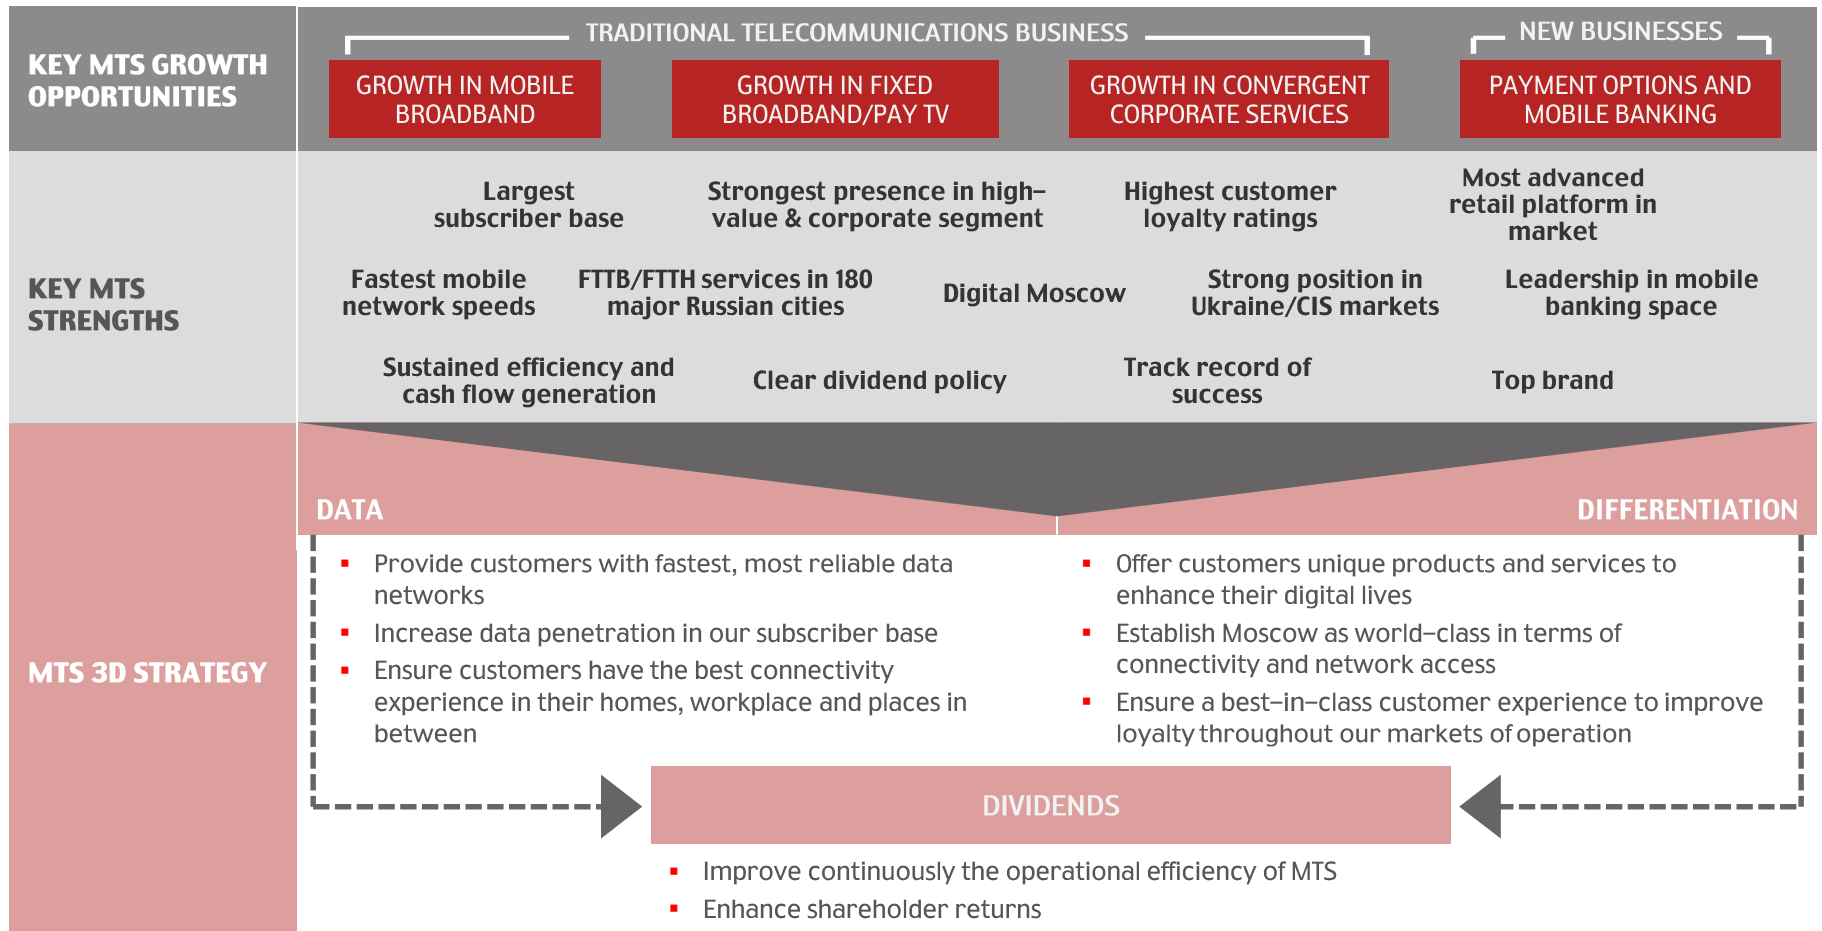 KEY MTS GROWTH
OPPORTUNITIES
TRADITIONAL TELECOMMUNICATIONS BUSINESS
NEW BUSINESSES
GROWTH IN MOBILE
BROADBAND
GROWTH IN FIXED
BROADBAND/PAY TV
GROWTH IN CONVERGENT
CORPORATE SERVICES
PAYMENT OPTIONS AND
MOBILE BANKING
KEY MTS
STRENGTHS
Largest
subscriber base
Strongest presence in high–
value & corporate segment
Highest customer
loyalty ratings
Most advanced
retail platform in
market
Fastest mobile
network speeds
FTTB/FTTH services in 180
major Russian cities
Digital Moscow
Strong position in
Ukraine/CIS markets
Leadership in mobile
banking space
Sustained efficiency and
cash flow generation
Clear dividend policy
Track record of
success
Top brand
MTS 3D STRATEGY
DATA
▪ Provide customers with fastest, most reliable data
networks
▪ Increase data penetration in our subscriber base
▪ Ensure customers have the best connectivity
experience in their homes, workplace and places in
between
DIFFERENTIATION
▪ Offer customers unique products and services to
enhance their digital lives
▪ Establish Moscow as world–class in terms of
connectivity and network access
▪ Ensure a best–in–class customer experience to improve
loyalty throughout our markets of operation
DIVIDENDS
▪ Improve continuously the operational efficiency of MTS
▪ Enhance shareholder returns